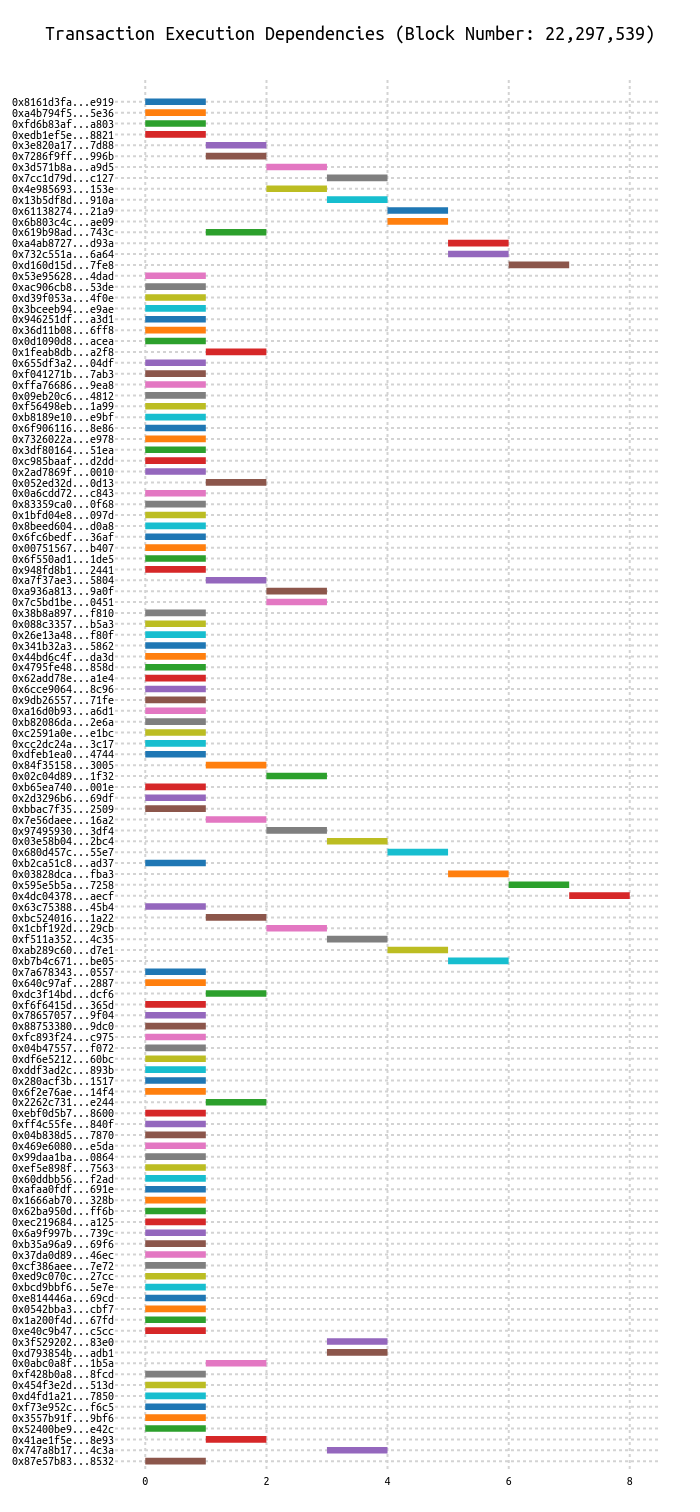 Transaction Execution Dependencies (Block Number: 22,297,539)
0x8161d3fa...e919
0xa4b794f5...5e36
0xfd6b83af...a803
0xedb1ef5e...8821
0x3e820a17...7d88
0x7286f9ff...996b
0x3d571b8a...a9d5
0x7cc1d79d...c127
0x4e985693...153e
0x13b5df8d...910a
0x61138274...21a9
0x6b803c4c...ae09
0x619b98ad...743c
0xa4ab8727...d93a
0x732c551a...6a64
0xd160d15d...7fe8
0x53e95628...4dad
0xac906cb8...53de
0xd39f053a...4f0e
0x3bceeb94...e9ae
0x946251df...a3d1
0x36d11b08...6ff8
0x0d1090d8...acea
0x1feab8db...a2f8
0x655df3a2...04df
0xf041271b...7ab3
0xffa76686...9ea8
0x09eb20c6...4812
0xf56498eb...1a99
0xb8189e10...e9bf
0x6f906116...8e86
0x7326022a...e978
0x3df80164...51ea
0xc985baaf...d2dd
0x2ad7869f...0010
0x052ed32d...0d13
0x0a6cdd72...c843
0x83359ca0...0f68
0x1bfd04e8...097d
0x8beed604...d0a8
0x6fc6bedf...36af
0x00751567...b407
0x6f550ad1...1de5
0x948fd8b1...2441
0xa7f37ae3...5804
0xa936a813...9a0f
0x7c5bd1be...0451
0x38b8a897...f810
0x088c3357...b5a3
0x26e13a48...f80f
0x341b32a3...5862
0x44bd6c4f...da3d
0x4795fe48...858d
0x62add78e...a1e4
0x6cce9064...8c96
0x9db26557...71fe
0xa16d0b93...a6d1
0xb82086da...2e6a
0xc2591a0e...e1bc
0xcc2dc24a...3c17
0xdfeb1ea0...4744
0x84f35158...3005
0x02c04d89...1f32
0xb65ea740...001e
0x2d3296b6...69df
0xbbac7f35...2509
0x7e56daee...16a2
0x97495930...3df4
0x03e58b04...2bc4
0x680d457c...55e7
0xb2ca51c8...ad37
0x03828dca...fba3
0x595e5b5a...7258
0x4dc04378...aecf
0x63c75388...45b4
0xbc524016...1a22
0x1cbf192d...29cb
0xf511a352...4c35
0xab289c60...d7e1
0xb7b4c671...be05
0x7a678343...0557
0x640c97af...2887
0xdc3f14bd...dcf6
0xf6f6415d...365d
0x78657057...9f04
0x88753380...9dc0
0xfc893f24...c975
0x04b47557...f072
0xdf6e5212...60bc
0xddf3ad2c...893b
0x280acf3b...1517
0x6f2e76ae...14f4
0x2262c731...e244
0xebf0d5b7...8600
0xff4c55fe...840f
0x04b838d5...7870
0x469e6080...e5da
0x99daa1ba...0864
0xef5e898f...7563
0x60ddbb56...f2ad
0xafaa0fdf...691e
0x1666ab70...328b
0x62ba950d...ff6b
0xec219684...a125
0x6a9f997b...739c
0xb35a96a9...69f6
0x37da0d89...46ec
0xcf386aee...7e72
0xed9c070c...27cc
0xbcd9bbf6...5e7e
0xe814446a...69cd
0x0542bba3...cbf7
0x1a200f4d...67fd
0xe40c9b47...c5cc
0x3f529202...83e0
0xd793854b...adb1
0x0abc0a8f...1b5a
0xf428b0a8...8fcd
0x454f3e2d...513d
0xd4fd1a21...7850
0xf73e952c...f6c5
0x3557b91f...9bf6
0x52400be9...e42c
0x41ae1f5e...8e93
0x747a8b17...4c3a
0x87e57b83...8532
0 2 4 6 8